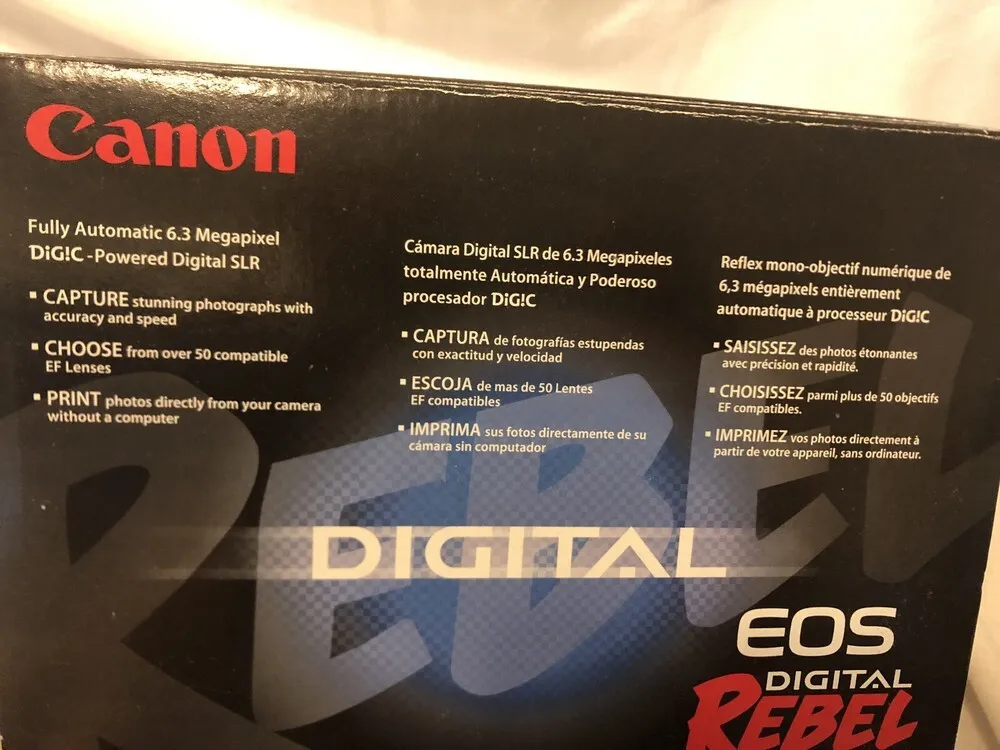 Canon
Fully Automatic 6.3 Megapixel
DiG!C - Powered Digital SLR
▪ CAPTURE stunning photographs with
accuracy and speed
▪ CHOOSE from over 50 compatible
EF Lenses
▪ PRINT photos directly from your camera
without a computer
Cámara Digital SLR de 6.3 Megapixeles
totalmente Automática y Poderoso
procesador DiG!C
▪ CAPTURA de fotografías estupendas
con exactitud y velocidad
▪ ESCOJA de mas de 50 Lentes
EF compatibles
▪ IMPRIMA sus fotos directamente de su
cámara sin computador
Reflex mono-objectif numérique de
6,3 mégapixels entièrement
automatique à processeur DiG!C
▪ SAISISSEZ des photos étonnantes
avec précision et rapidité.
▪ CHOISISSEZ parmi plus de 50 objectifs
EF compatibles.
▪ IMPRIMEZ vos photos directement à
partir de votre appareil, sans ordinateur.
REBEL
DIGITAL
EOS
DIGITAL
REBEL